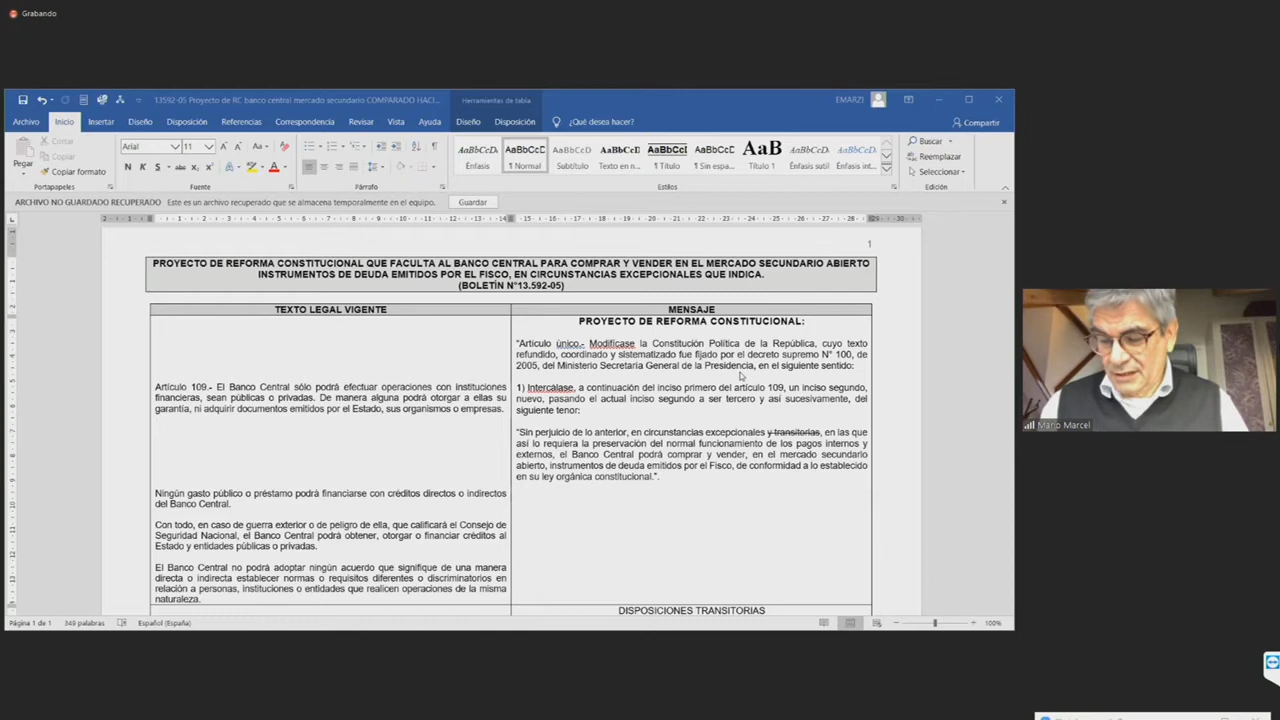 Grabando
13592-05 Proyecto de RC banco central mercado secundario COMPARADO HACI...
Herramientas de tabla
EMARZI
Archivo
Inicio
Insertar
Diseño
Disposición
Referencias
Correspondencia
Revisar
Vista
Ayuda
Diseño
Disposición
¿Qué desea hacer?
Compartir
Pegar
Cortar
Copiar
Copiar formato
Portapapeles
Arial
11
Fuente
Párrafo
AaBbCcDc
Énfasis
AaBbCcC
¶ Normal
AaBbCcDc
Subtítulo
AaBbCcD
Texto en n...
AaBbCcC
¶ Título
AaBbCcD
¶ Sin espa...
AaB
Título 1
AaBbCcDc
Énfasis sutil
AaBbCcDc
Énfasis int...
Estilos
Buscar
Reemplazar
Seleccionar
Edición
ARCHIVO NO GUARDADO RECUPERADO
Este es un archivo recuperado que se almacena temporalmente en el equipo.
Guardar
1
PROYECTO DE REFORMA CONSTITUCIONAL QUE FACULTA AL BANCO CENTRAL PARA COMPRAR Y VENDER EN EL MERCADO SECUNDARIO ABIERTO
INSTRUMENTOS DE DEUDA EMITIDOS POR EL FISCO, EN CIRCUNSTANCIAS EXCEPCIONALES QUE INDICA.
(BOLETÍN N°13.592-05)
TEXTO LEGAL VIGENTE
Artículo 109.- El Banco Central sólo podrá efectuar operaciones con instituciones
financieras, sean públicas o privadas. De manera alguna podrá otorgar a ellas su
garantía, ni adquirir documentos emitidos por el Estado, sus organismos o empresas.
Ningún gasto público o préstamo podrá financiarse con créditos directos o indirectos
del Banco Central.
Con todo, en caso de guerra exterior o de peligro de ella, que calificará el Consejo de
Seguridad Nacional, el Banco Central podrá obtener, otorgar o financiar créditos al
Estado y entidades públicas o privadas.
El Banco Central no podrá adoptar ningún acuerdo que signifique de una manera
directa o indirecta establecer normas o requisitos diferentes o discriminatorios en
relación a personas, instituciones o entidades que realicen operaciones de la misma
naturaleza.
MENSAJE
PROYECTO DE REFORMA CONSTITUCIONAL:
“Artículo único.- Modifícase la Constitución Política de la República, cuyo texto
refundido, coordinado y sistematizado fue fijado por el decreto supremo N° 100, de
2005, del Ministerio Secretaría General de la Presidencia, en el siguiente sentido:
1) Intercálase, a continuación del inciso primero del artículo 109, un inciso segundo,
nuevo, pasando el actual inciso segundo a ser tercero y así sucesivamente, del
siguiente tenor:
“Sin perjuicio de lo anterior, en circunstancias excepcionales y transitorias, en las que
así lo requiera la preservación del normal funcionamiento de los pagos internos y
externos, el Banco Central podrá comprar y vender, en el mercado secundario
abierto, instrumentos de deuda emitidos por el Fisco, de conformidad a lo establecido
en su ley orgánica constitucional.”.
DISPOSICIONES TRANSITORIAS
Página 1 de 1
349 palabras
Español (España)
100%
Mario Marcel